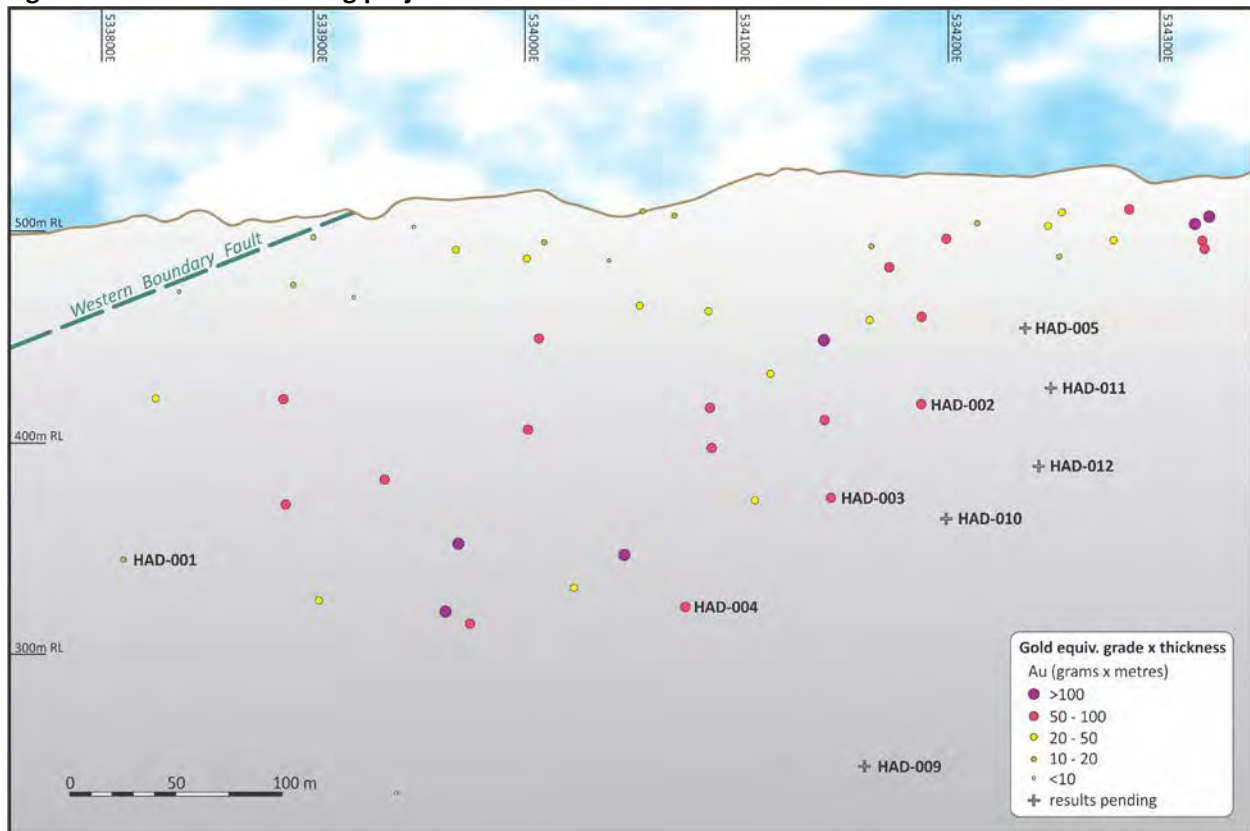 533800E
533900E
534000E
534100E
534200E
534300E
500m RL
Western Boundary Fault
HAD-005
HAD-011
HAD-002
400m RL
HAD-012
HAD-003
HAD-010
HAD-001
HAD-004
300m RL
Gold equiv. grade x thickness
Au (grams x metres)
>100
50 - 100
20 - 50
10 - 20
<10
results pending
HAD-009
0 50 100 m